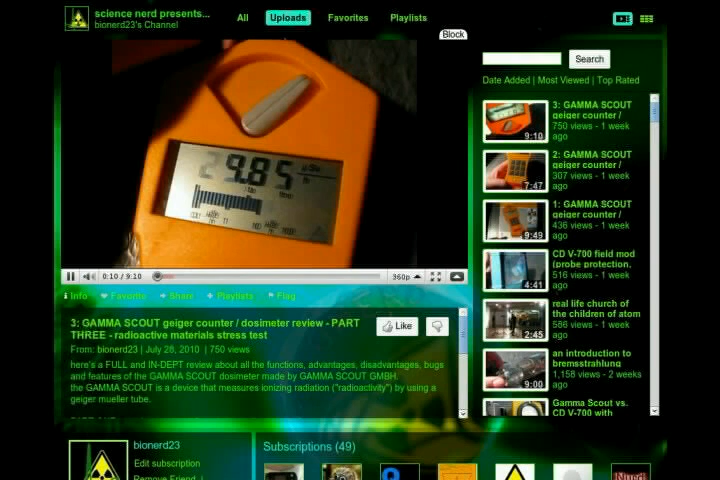 science nerd presents...
bionerd23's Channel
All Uploads Favorites Playlists
Block
Search
Date Added | Most Viewed | Top Rated
9.85 µSv
3: GAMMA SCOUT
geiger counter /
750 views - 1 week
ago
9:10
2: GAMMA SCOUT
geiger counter /
307 views - 1 week
ago
7:47
1: GAMMA SCOUT
geiger counter /
436 views - 1 week
ago
9:49
CD V-700 field mod
(probe protection,
516 views - 1 week
ago
4:41
real life church of
the children of atom
566 views - 1 week
ago
2:45
an introduction to
bremsstrahlung
1,158 views - 2 weeks
ago
9:00
Gamma Scout vs.
CD V-700 with
0:10 / 9:10
360p
Info Favorite Share Playlists Flag
3: GAMMA SCOUT geiger counter / dosimeter review - PART
THREE - radioactive materials stress test
Like
From: bionerd23 | July 28, 2010 | 750 views
here's a FULL and IN-DEPT review about all the functions, advantages, disadvantages, bugs
and features of the GAMMA SCOUT dosimeter made by GAMMA SCOUT GMBH.
the GAMMA SCOUT is a device that measures ionizing radiation ("radioactivity") by using a
geiger mueller tube.
bionerd23
Edit subscription
Remove Friend |
Subscriptions (49)